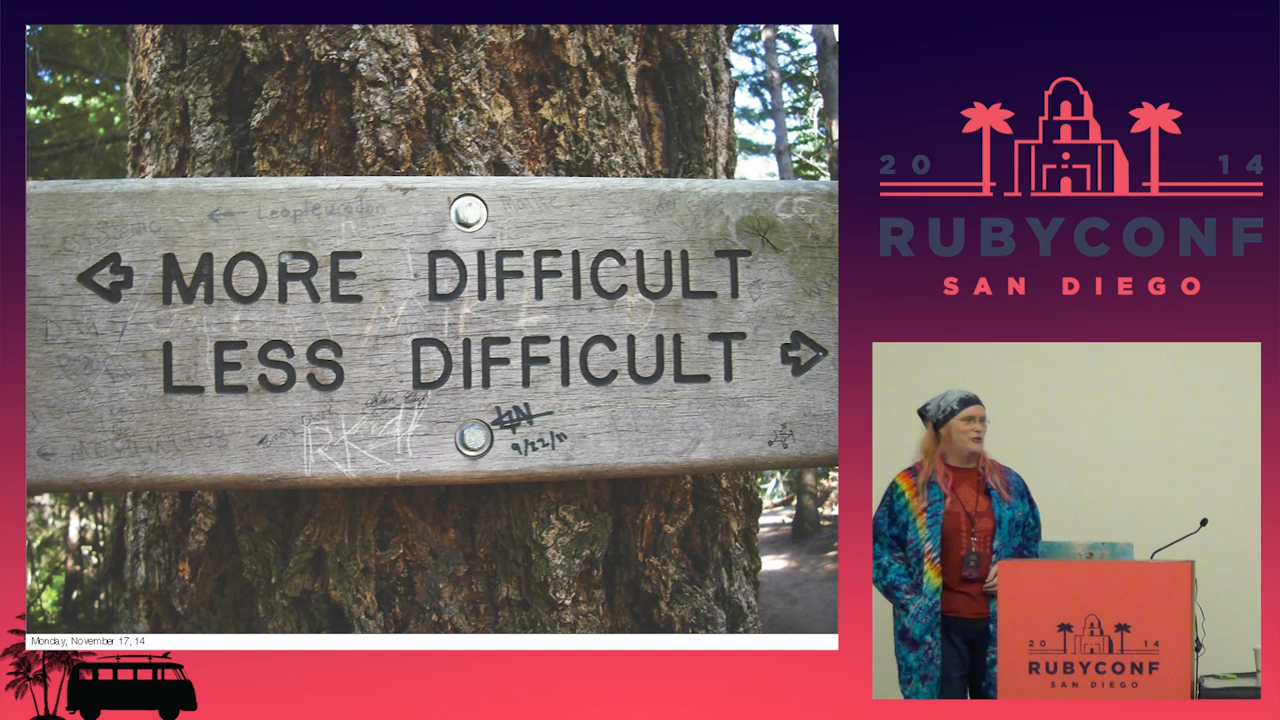 MORE DIFFICULT
LESS DIFFICULT
9/22/11
Monday, November 17, 14
20 14
RUBYCONF
SAN DIEGO
20 14
RUBYCONF
SAN DIEGO